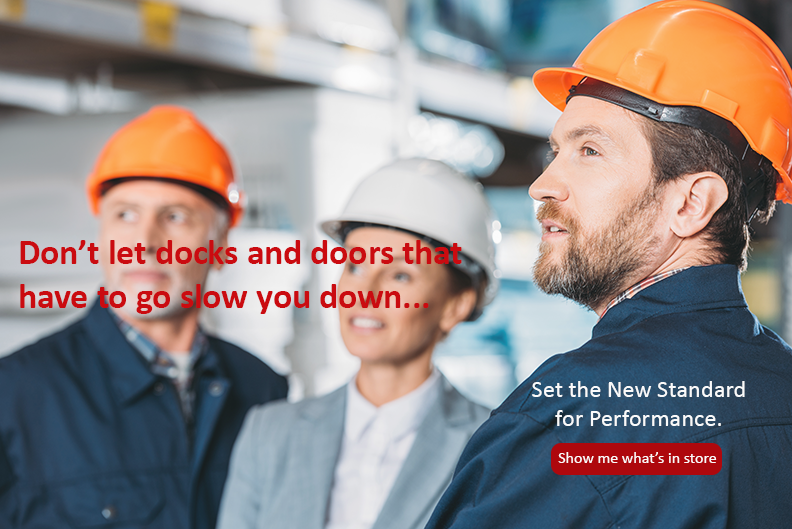 Don't let docks and doors that
have to go slow you down...
Set the New Standard
for Performance.
Show me what's in store